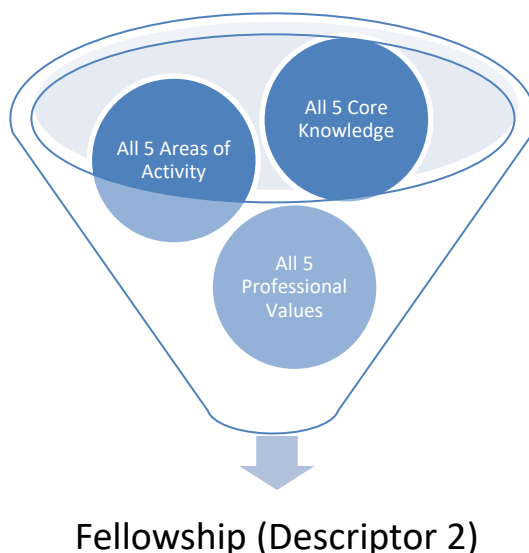 All 5 Core
Knowledge
All 5 Areas of
Activity
All 5
Professional
Values
Fellowship (Descriptor 2)